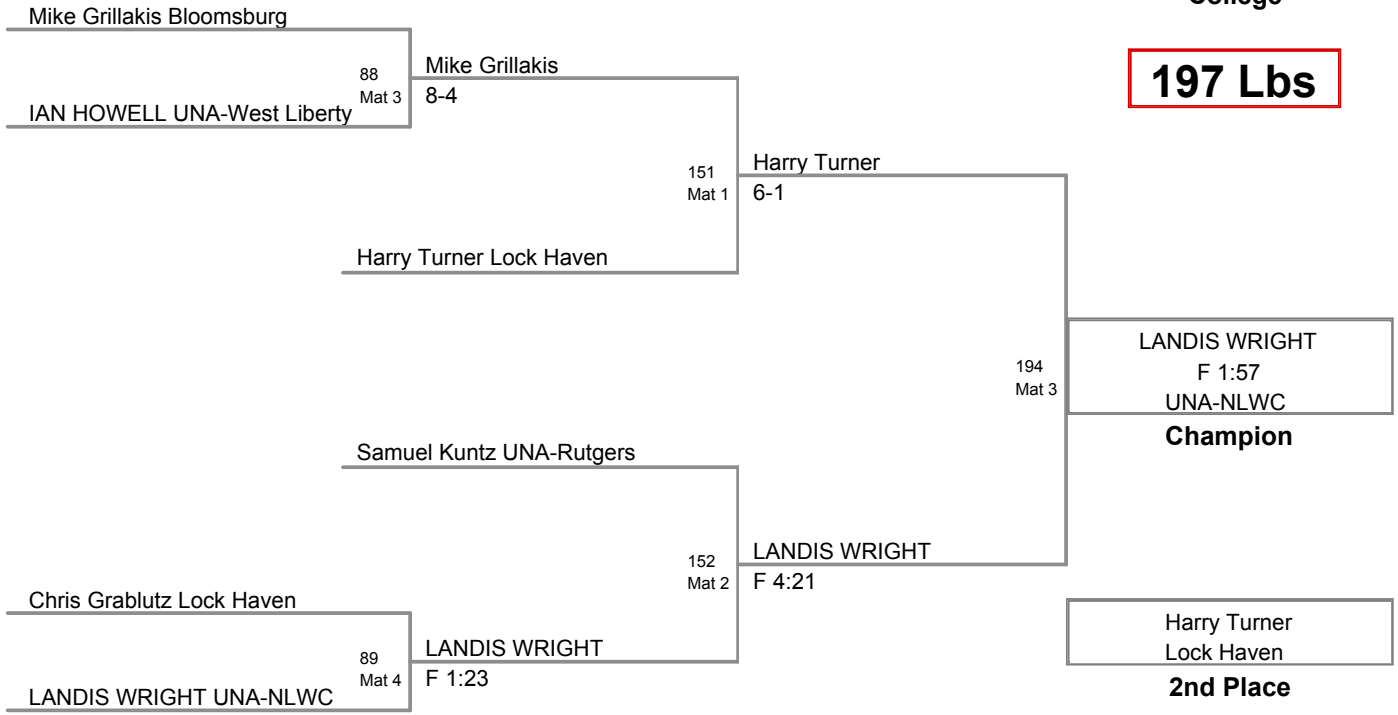 College
197 Lbs
Mike Grillakis Bloomsburg
88
Mat 3
Mike Grillakis
8-4
IAN HOWELL UNA-West Liberty
151
Mat 1
Harry Turner
6-1
Harry Turner Lock Haven
194
Mat 3
LANDIS WRIGHT
F 1:57
UNA-NLWC
Champion
Samuel Kuntz UNA-Rutgers
152
Mat 2
LANDIS WRIGHT
F 4:21
Chris Grablutz Lock Haven
89
Mat 4
LANDIS WRIGHT
F 1:23
LANDIS WRIGHT UNA-NLWC
Harry Turner
Lock Haven
2nd Place